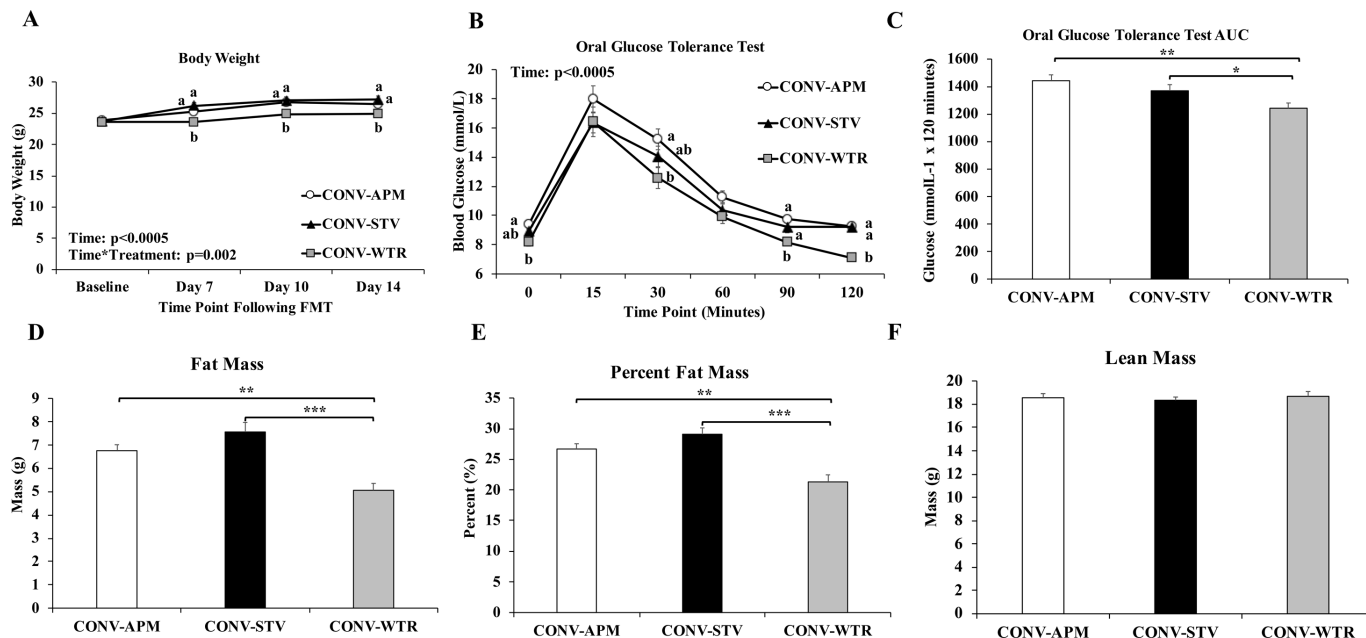 A
Body Weight
30
25
20
15
10
5
0
Body Weight (g)
a
a
a
a
a
a
b
b
b
CONV-APM
CONV-STV
CONV-WTR
Time: p<0.0005
Time*Treatment: p=0.002
Baseline
Day 7
Day 10
Day 14
Time Point Following FMT
B
Oral Glucose Tolerance Test
Time: p<0.0005
20
18
16
14
12
10
8
6
Blood Glucose (mmol/L)
a
ab
b
a
ab
b
a
a
b
a
a
b
CONV-APM
CONV-STV
CONV-WTR
0
15
30
60
90
120
Time Point (Minutes)
C
Oral Glucose Tolerance Test AUC
**
*
1600
1400
1200
1000
800
600
400
200
0
Glucose (mmolL-1 x 120 minutes)
CONV-APM
CONV-STV
CONV-WTR
D
Fat Mass
**
***
9
8
7
6
5
4
3
2
1
0
Mass (g)
CONV-APM
CONV-STV
CONV-WTR
E
Percent Fat Mass
**
***
35
30
25
20
15
10
5
0
Percent (%)
CONV-APM
CONV-STV
CONV-WTR
F
Lean Mass
20
18
16
14
12
10
8
6
4
2
0
Mass (g)
CONV-APM
CONV-STV
CONV-WTR